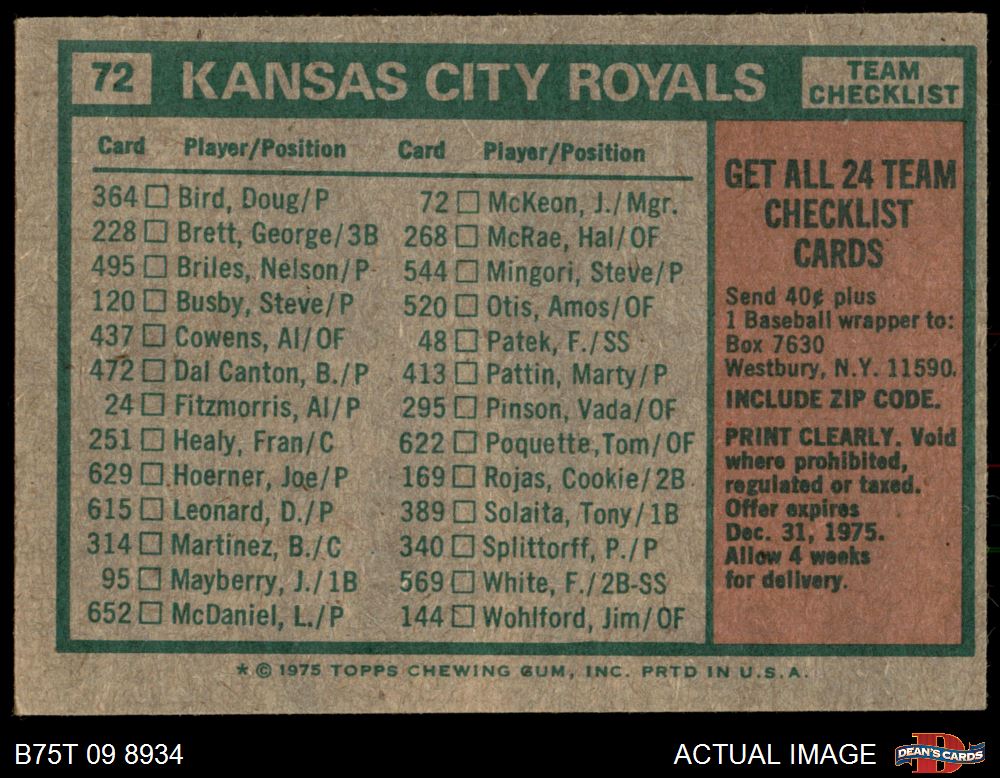 72 KANSAS CITY ROYALS TEAM CHECKLIST
Card Player/Position Card Player/Position
364 Bird, Doug/P
228 Brett, George/3B
495 Briles, Nelson/P
120 Busby, Steve/P
437 Cowens, Al/OF
472 Dal Canton, B./P
24 Fitzmorris, Al/P
251 Healy, Fran/C
629 Hoerner, Joe/P
615 Leonard, D./P
314 Martinez, B./C
95 Mayberry, J./1B
652 McDaniel, L./P
72 McKeon, J./Mgr.
268 McRae, Hal/OF
544 Mingori, Steve/P
520 Otis, Amos/OF
48 Patek, F./SS
413 Pattin, Marty/P
295 Pinson, Vada/OF
622 Poquette, Tom/OF
169 Rojas, Cookie/2B
389 Solaita, Tony/1B
340 Splittorff, P./P
569 White, F./2B-SS
144 Wohlford, Jim/OF
GET ALL 24 TEAM
CHECKLIST
CARDS
Send 40¢ plus
1 Baseball wrapper to:
Box 7630
Westbury, N.Y. 11590.
INCLUDE ZIP CODE.
PRINT CLEARLY. Void
where prohibited,
regulated or taxed.
Offer expires
Dec. 31, 1975.
Allow 4 weeks
for delivery.
* © 1975 TOPPS CHEWING GUM, INC. PRTD IN U.S.A.
B75T 09 8934
ACTUAL IMAGE
DEAN'S CARDS